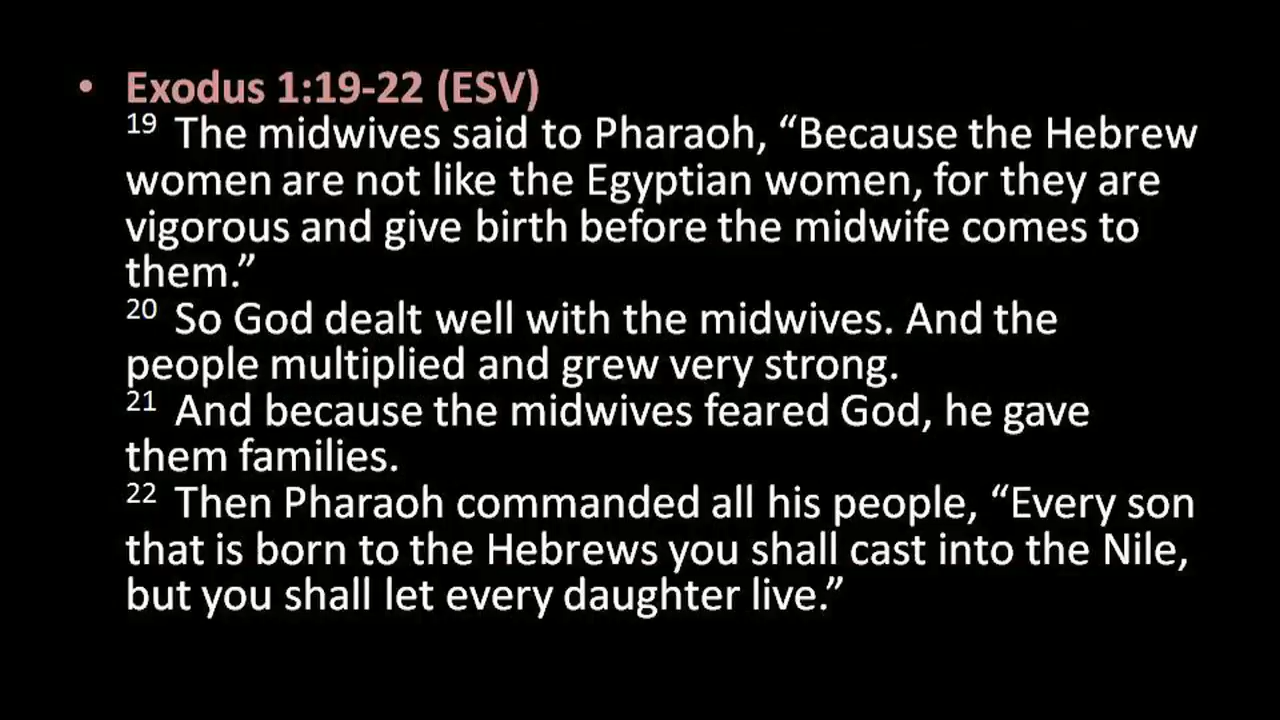 • Exodus 1:19-22 (ESV)
19 The midwives said to Pharaoh, “Because the Hebrew
women are not like the Egyptian women, for they are
vigorous and give birth before the midwife comes to
them.”
20 So God dealt well with the midwives. And the
people multiplied and grew very strong.
21 And because the midwives feared God, he gave
them families.
22 Then Pharaoh commanded all his people, “Every son
that is born to the Hebrews you shall cast into the Nile,
but you shall let every daughter live.”